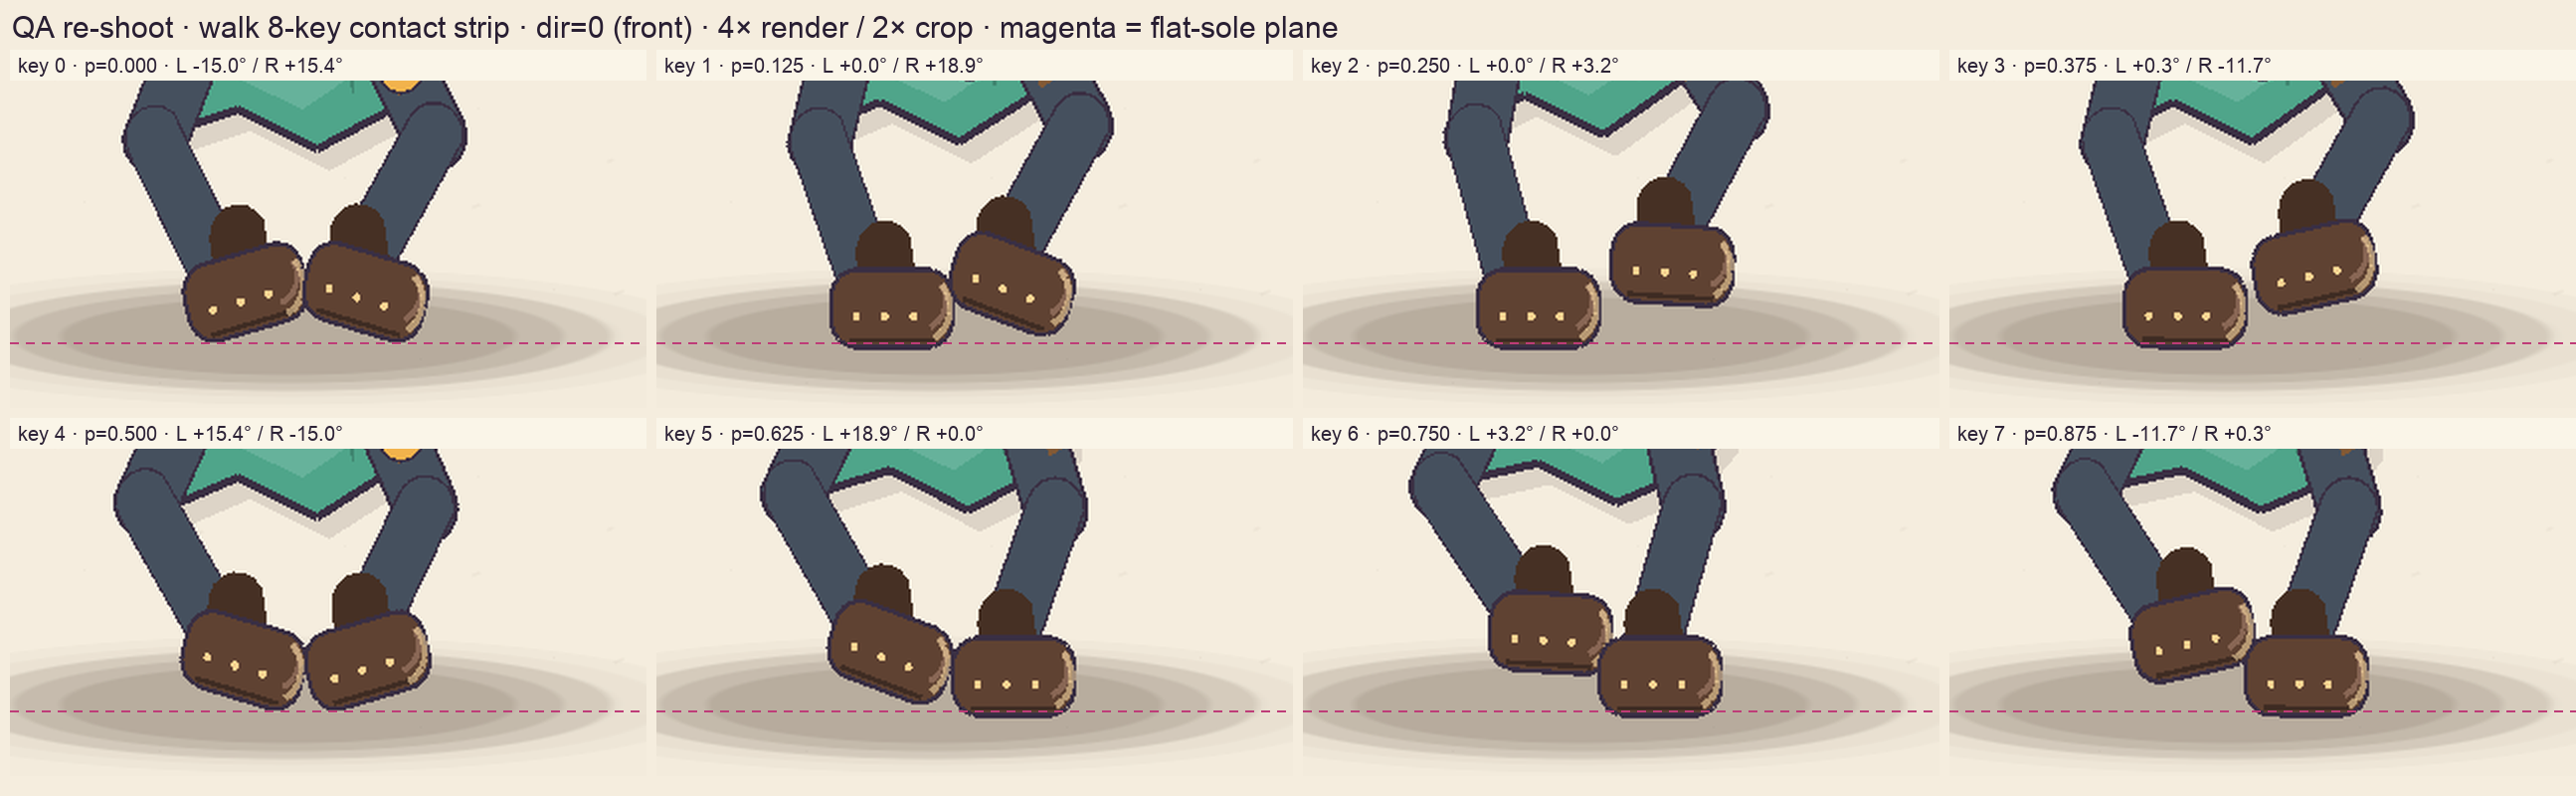 QA re-shoot · walk 8-key contact strip · dir=0 (front) · 4× render / 2× crop · magenta = flat-sole plane
key 0 · p=0.000 · L -15.0° / R +15.4°
key 1 · p=0.125 · L +0.0° / R +18.9°
key 2 · p=0.250 · L +0.0° / R +3.2°
key 3 · p=0.375 · L +0.3° / R -11.7°
key 4 · p=0.500 · L +15.4° / R -15.0°
key 5 · p=0.625 · L +18.9° / R +0.0°
key 6 · p=0.750 · L +3.2° / R +0.0°
key 7 · p=0.875 · L -11.7° / R +0.3°